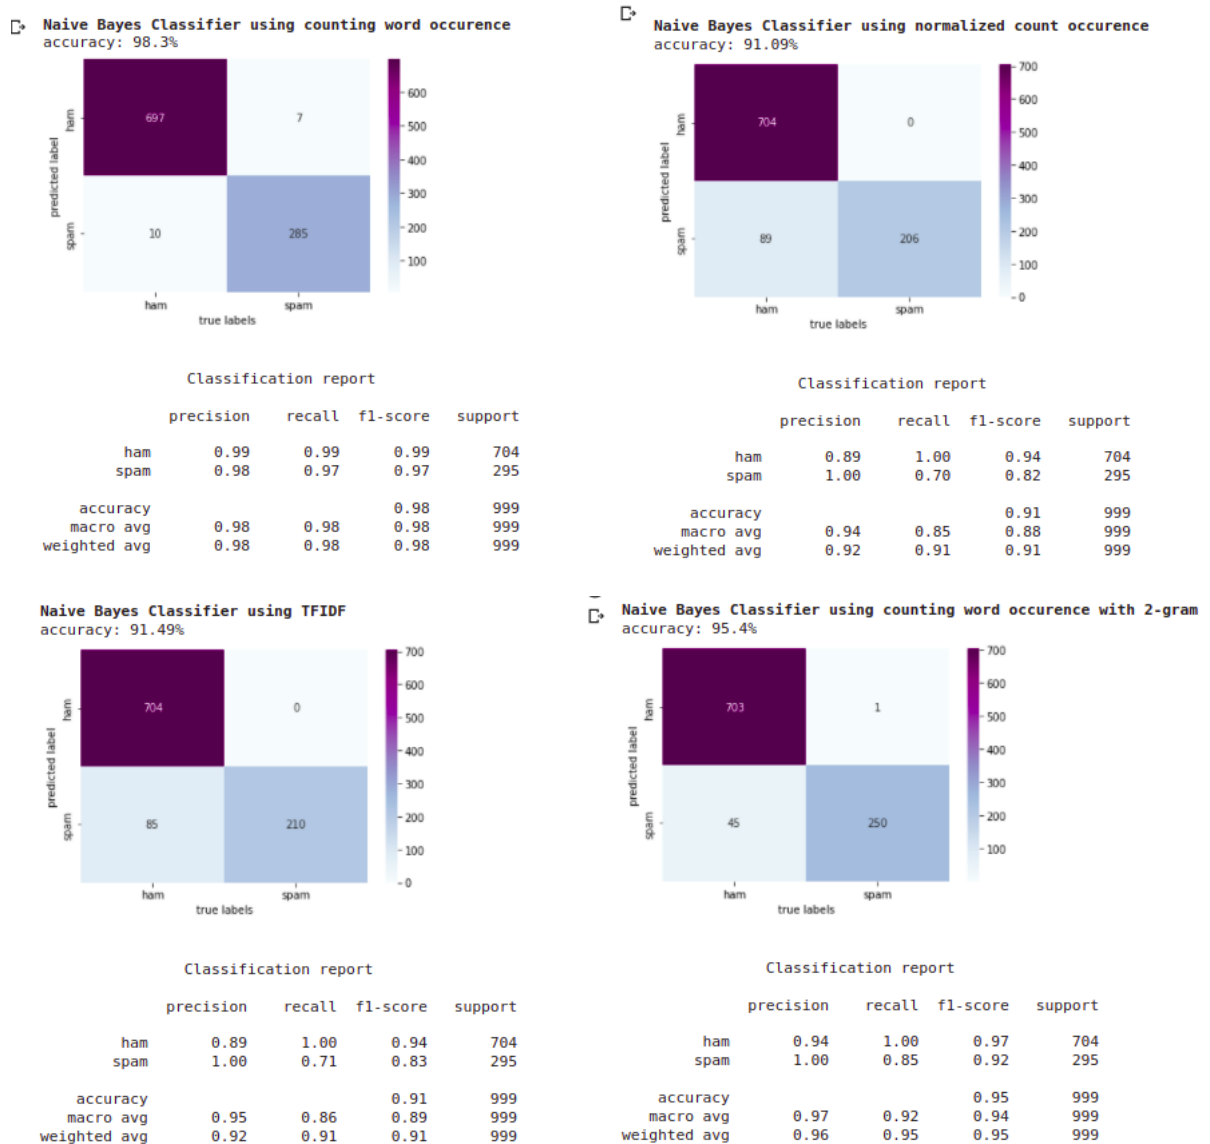 Naive Bayes Classifier using counting word occurence
accuracy: 98.3%
predicted label
ham
spam
697
7
10
285
600
500
400
300
200
100
ham
spam
true labels
Classification report
precision recall f1-score support
ham 0.99 0.99 0.99 704
spam 0.98 0.97 0.97 295
accuracy 0.98 999
macro avg 0.98 0.98 0.98 999
weighted avg 0.98 0.98 0.98 999
Naive Bayes Classifier using normalized count occurence
accuracy: 91.09%
predicted label
ham
spam
704
0
89
206
700
600
500
400
300
200
100
0
ham
spam
true labels
Classification report
precision recall f1-score support
ham 0.89 1.00 0.94 704
spam 1.00 0.70 0.82 295
accuracy 0.91 999
macro avg 0.94 0.85 0.88 999
weighted avg 0.92 0.91 0.91 999
Naive Bayes Classifier using TFIDF
accuracy: 91.49%
predicted label
ham
spam
704
0
85
210
700
600
500
400
300
200
100
0
ham
spam
true labels
Classification report
precision recall f1-score support
ham 0.89 1.00 0.94 704
spam 1.00 0.71 0.83 295
accuracy 0.91 999
macro avg 0.95 0.86 0.89 999
weighted avg 0.92 0.91 0.91 999
Naive Bayes Classifier using counting word occurence with 2-gram
accuracy: 95.4%
predicted label
ham
spam
703
1
45
250
700
600
500
400
300
200
100
ham
spam
true labels
Classification report
precision recall f1-score support
ham 0.94 1.00 0.97 704
spam 1.00 0.85 0.92 295
accuracy 0.95 999
macro avg 0.97 0.92 0.94 999
weighted avg 0.96 0.95 0.95 999